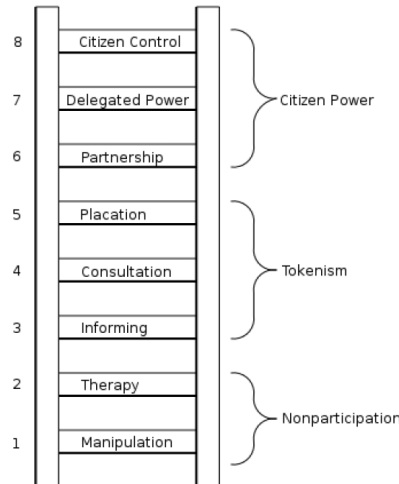 8 Citizen Control
7 Delegated Power Citizen Power
6 Partnership
5 Placation
4 Consultation Tokenism
3 Informing
2 Therapy
Nonparticipation
1 Manipulation